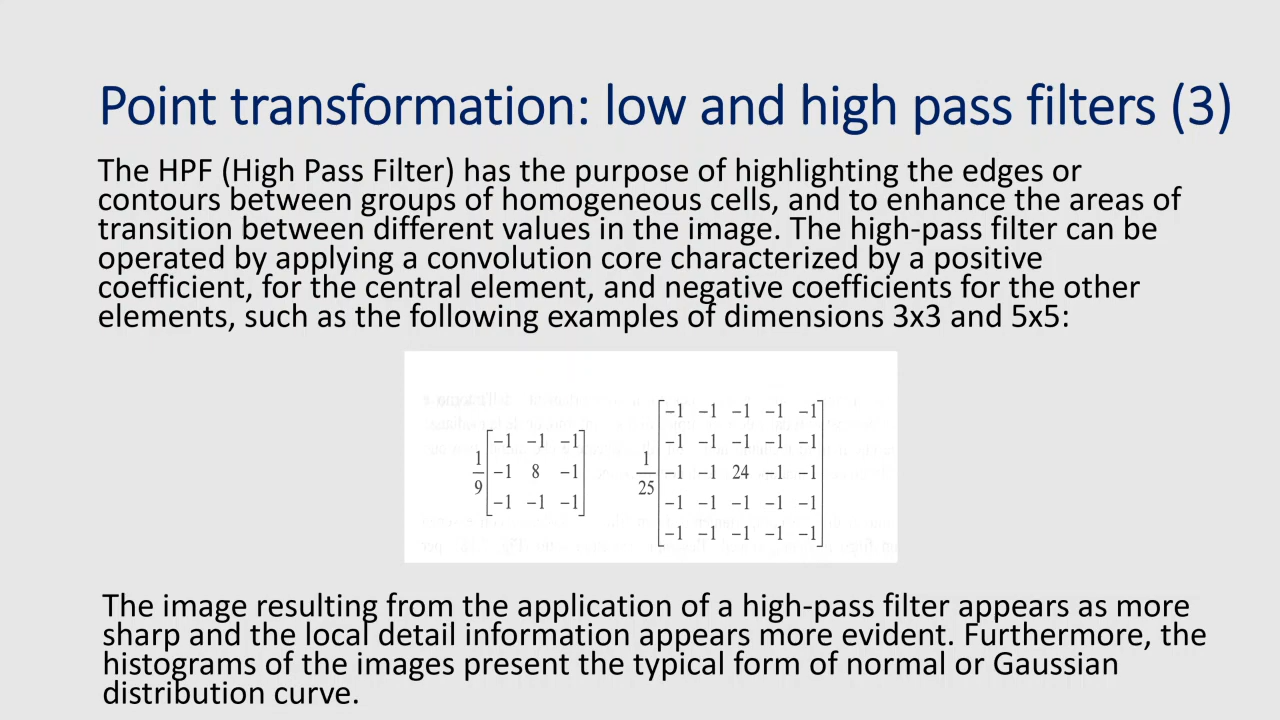 Point transformation: low and high pass filters (3)
The HPF (High Pass Filter) has the purpose of highlighting the edges or
contours between groups of homogeneous cells, and to enhance the areas of
transition between different values in the image. The high-pass filter can be
operated by applying a convolution core characterized by a positive
coefficient, for the central element, and negative coefficients for the other
elements, such as the following examples of dimensions 3x3 and 5x5:
1/9
−1 −1 −1
−1 8 −1
−1 −1 −1
1/25
−1 −1 −1 −1 −1
−1 −1 −1 −1 −1
−1 −1 24 −1 −1
−1 −1 −1 −1 −1
−1 −1 −1 −1 −1
The image resulting from the application of a high-pass filter appears as more
sharp and the local detail information appears more evident. Furthermore, the
histograms of the images present the typical form of normal or Gaussian
distribution curve.